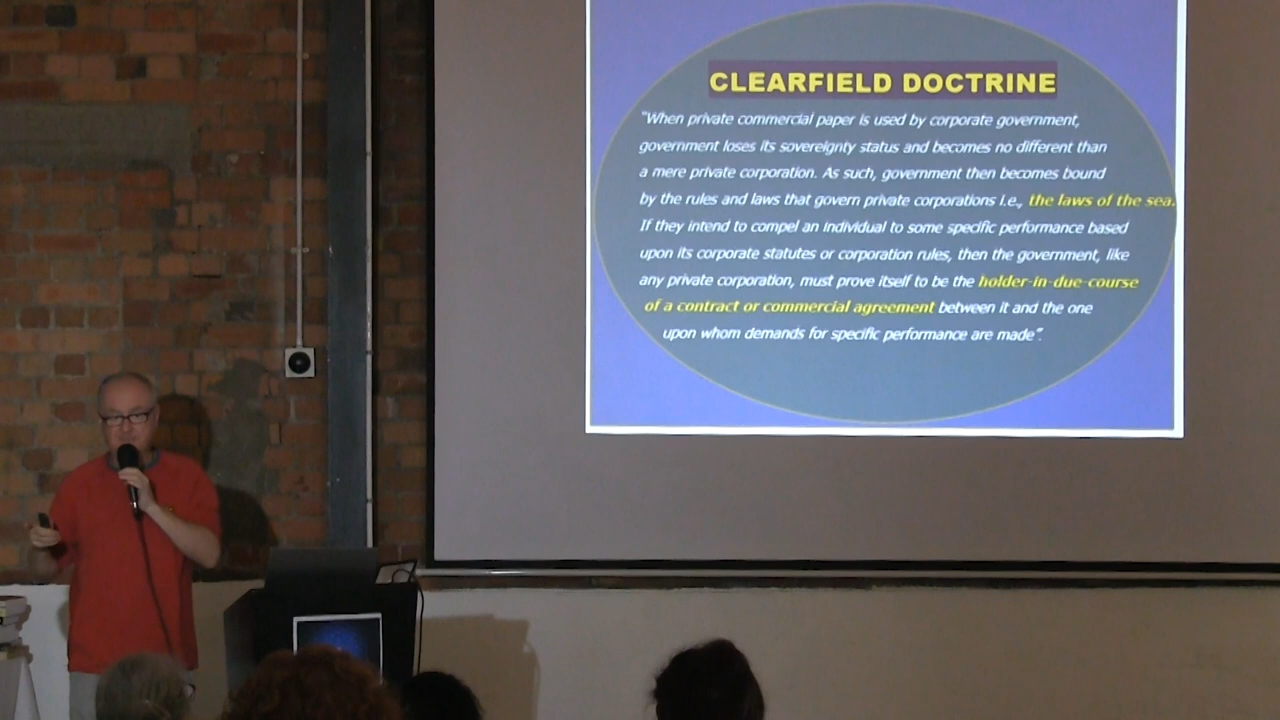 CLEARFIELD DOCTRINE
"When private commercial paper is used by corporate government,
government loses its sovereignty status and becomes no different than
a mere private corporation. As such, government then becomes bound
by the rules and laws that govern private corporations i.e., the laws of the sea.
If they intend to compel an individual to some specific performance based
upon its corporate statutes or corporation rules, then the government, like
any private corporation, must prove itself to be the holder-in-due-course
of a contract or commercial agreement between it and the one
upon whom demands for specific performance are made".